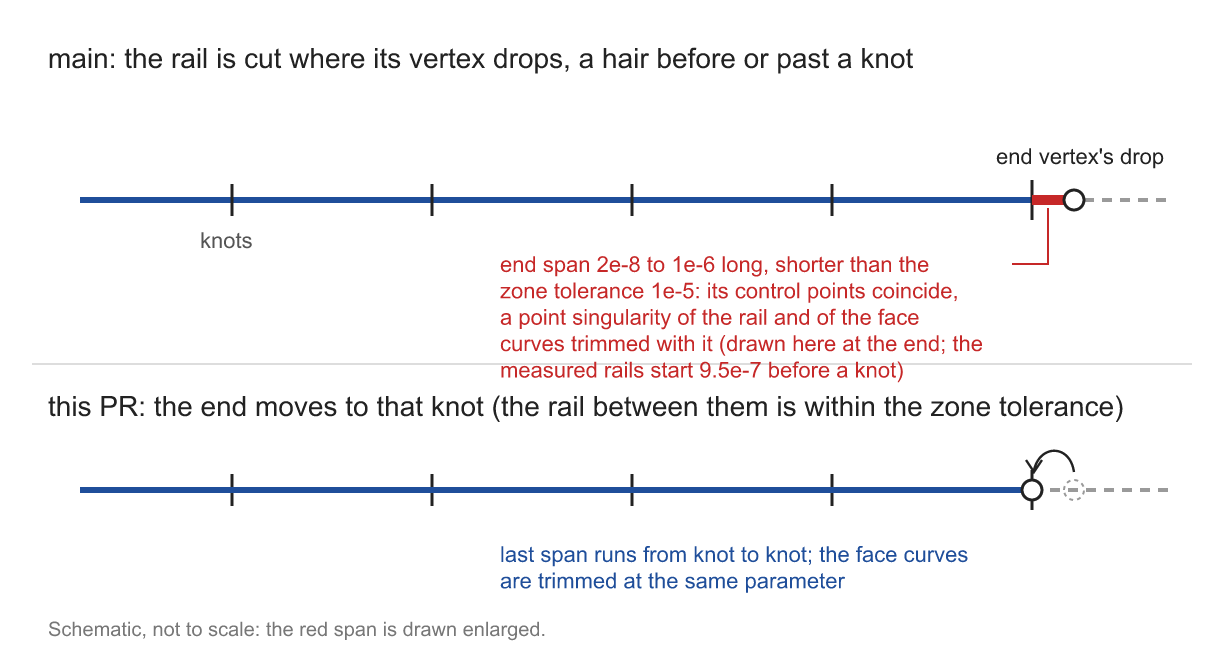 main: the rail is cut where its vertex drops, a hair before or past a knot
end vertex's drop
knots
end span 2e-8 to 1e-6 long, shorter than the
zone tolerance 1e-5: its control points coincide,
a point singularity of the rail and of the face
curves trimmed with it (drawn here at the end; the
measured rails start 9.5e-7 before a knot)
this PR: the end moves to that knot (the rail between them is within the zone tolerance)
last span runs from knot to knot; the face curves
are trimmed at the same parameter
Schematic, not to scale: the red span is drawn enlarged.